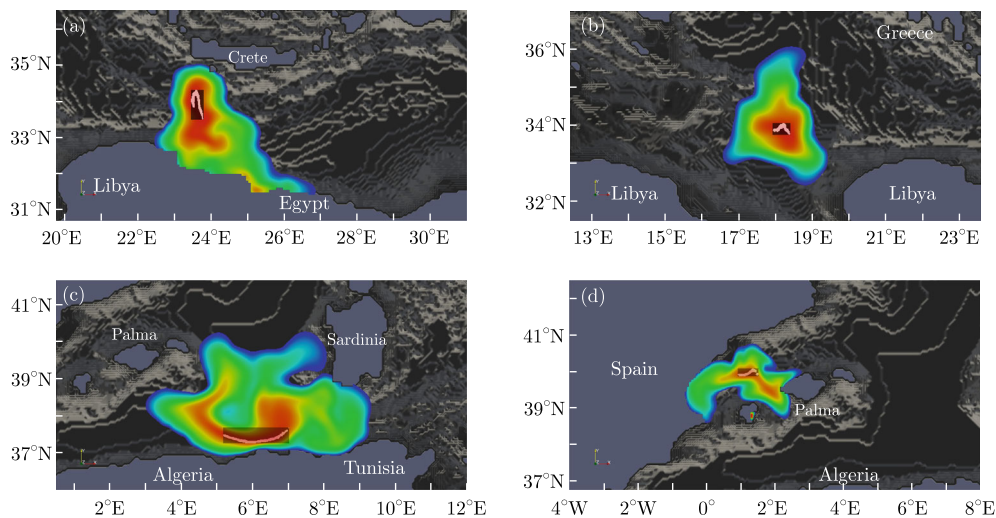 (a)
Crete
35°N
33°N
31°N
Libya
Egypt
20°E 22°E 24°E 26°E 28°E 30°E
(b)
Greece
36°N
34°N
32°N
Libya
Libya
13°E 15°E 17°E 19°E 21°E 23°E
(c)
Palma
Sardinia
41°N
39°N
37°N
Algeria
Tunisia
2°E 4°E 6°E 8°E 10°E 12°E
(d)
41°N
Spain
39°N
Palma
37°N
Algeria
4°W 2°W 0° 2°E 4°E 6°E 8°E